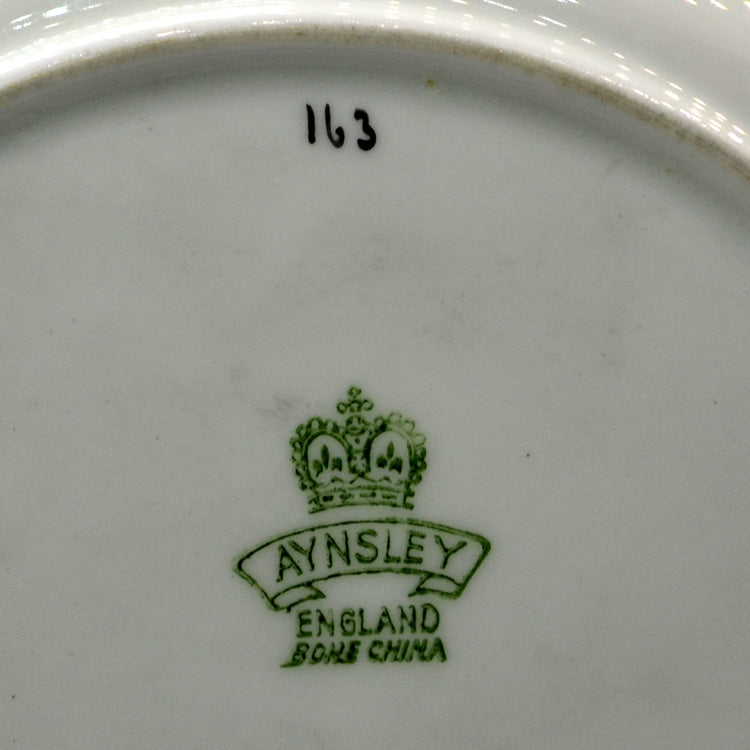 163
AYNSLEY
ENGLAND
BONE CHINA